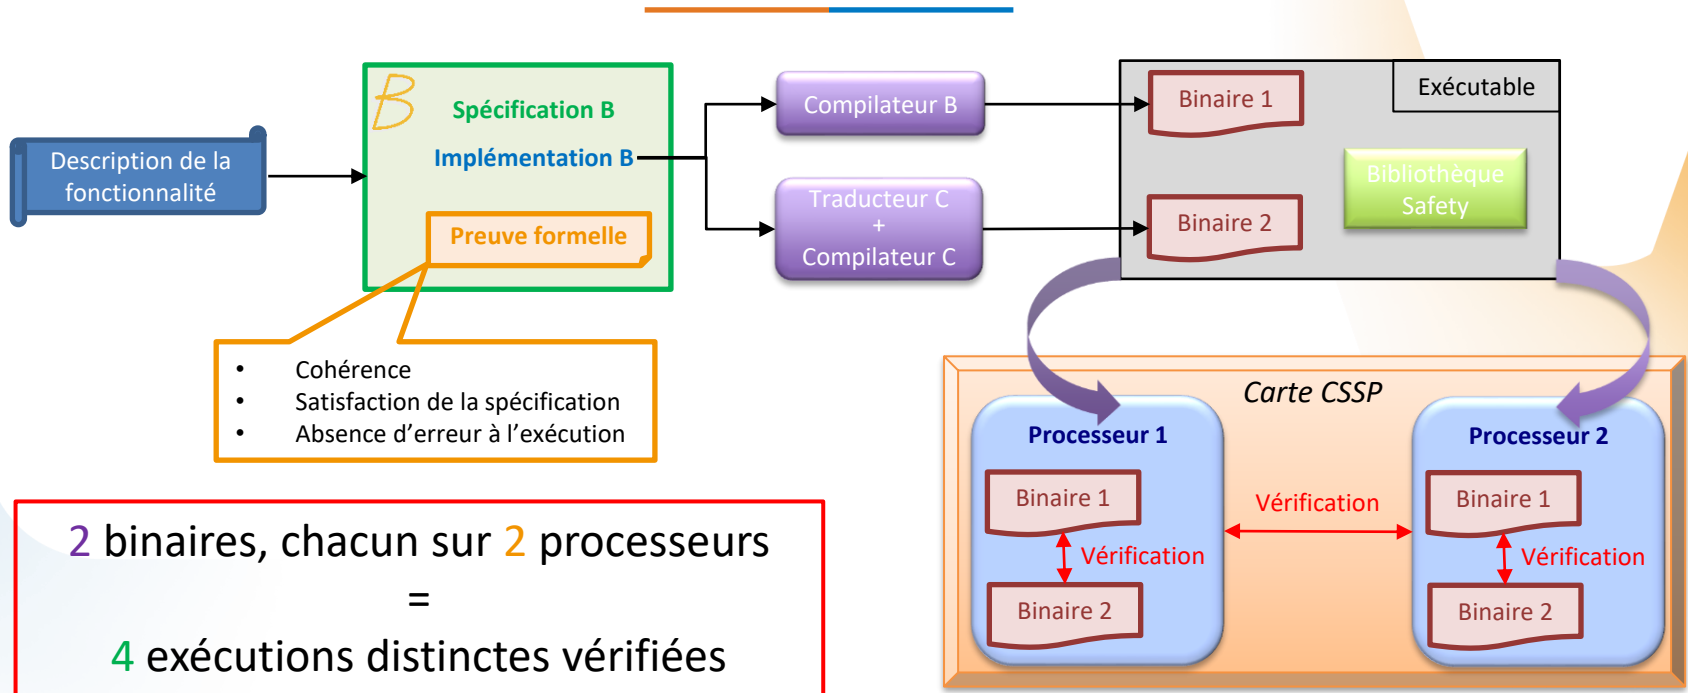 Description de la
fonctionnalité
B
Spécification B
Implémentation B
Preuve formelle
• Cohérence
• Satisfaction de la spécification
• Absence d’erreur à l’exécution
Compilateur B
Traducteur C
+
Compilateur C
Exécutable
Binaire 1
Binaire 2
Bibliothèque
Safety
Carte CSSP
Processeur 1
Binaire 1
Vérification
Binaire 2
Vérification
Processeur 2
Binaire 1
Vérification
Binaire 2
2 binaires, chacun sur 2 processeurs
=
4 exécutions distinctes vérifiées